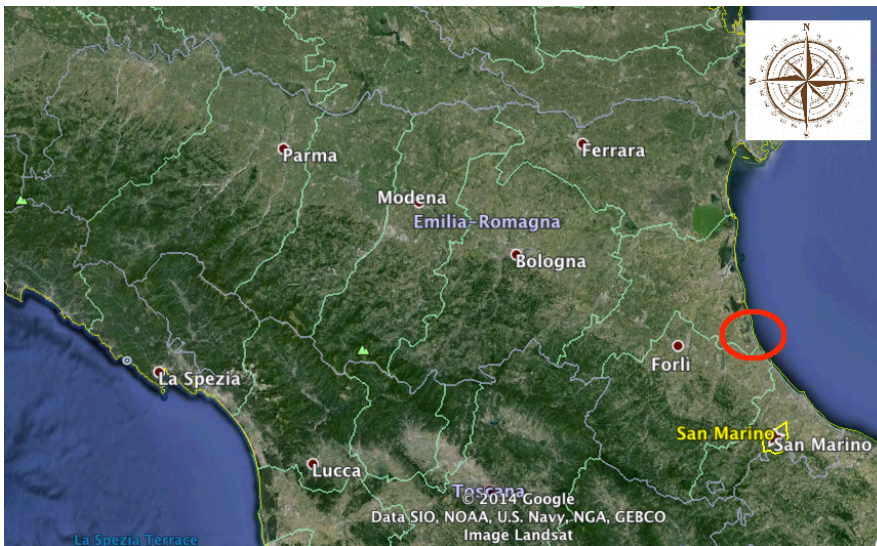 N
W
E
S
Parma
Ferrara
Modena
Emilia-Romagna
Bologna
Forlì
La Spezia
San Marino
San Marino
Lucca
Toscana
© 2014 Google
Data SIO, NOAA, U.S. Navy, NGA, GEBCO
Image Landsat
La Spezia Terrace